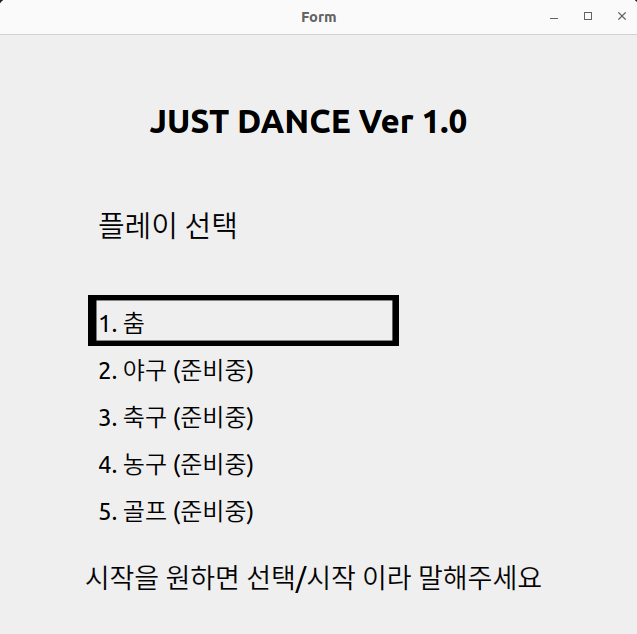 Form
JUST DANCE Ver 1.0
플레이 선택
1. 춤
2. 야구 (준비중)
3. 축구 (준비중)
4. 농구 (준비중)
5. 골프 (준비중)
시작을 원하면 선택/시작 이라 말해주세요